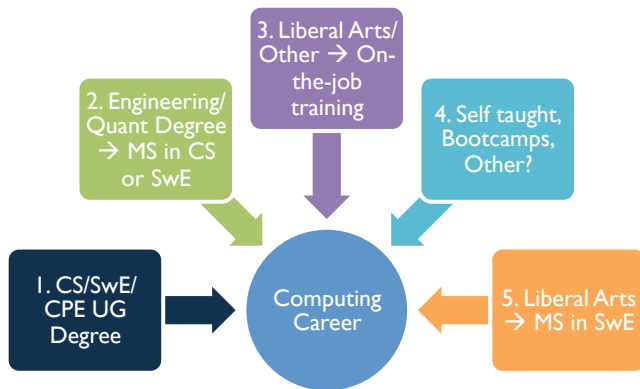 3. Liberal Arts/
Other → On-
the-job
training
2. Engineering/
Quant Degree
→ MS in CS
or SwE
4. Self taught,
Bootcamps,
Other?
1. CS/SwE/
CPE UG
Degree
Computing
Career
5. Liberal Arts
→ MS in SwE